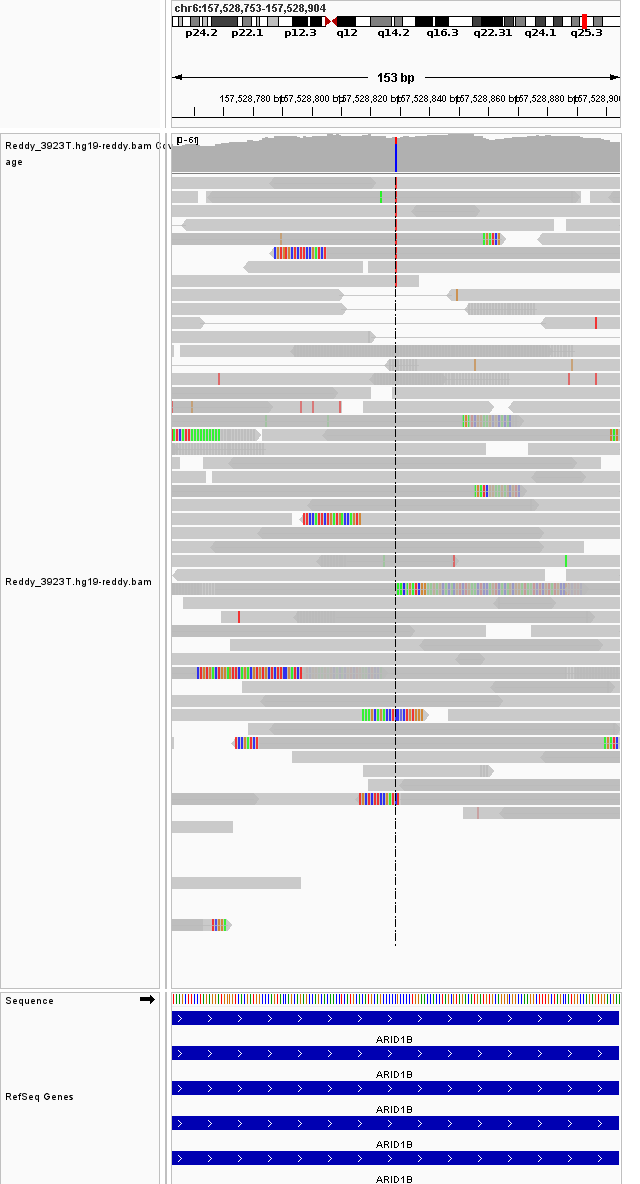 chr6:157,528,753-157,528,904
p24.2 p22.1 p12.3 q12 q14.2 q16.3 q22.31 q24.1 q25.3
153 bp
157,528,780 bp 157,528,800 bp 157,528,820 bp 157,528,840 bp 157,528,860 bp 157,528,880 bp 157,528,900
Reddy_3923T.hg19-reddy.bam Cov
age
[0-61]
Reddy_3923T.hg19-reddy.bam
Sequence
ARID1B
ARID1B
RefSeq Genes
ARID1B
ARID1B
ARID1B